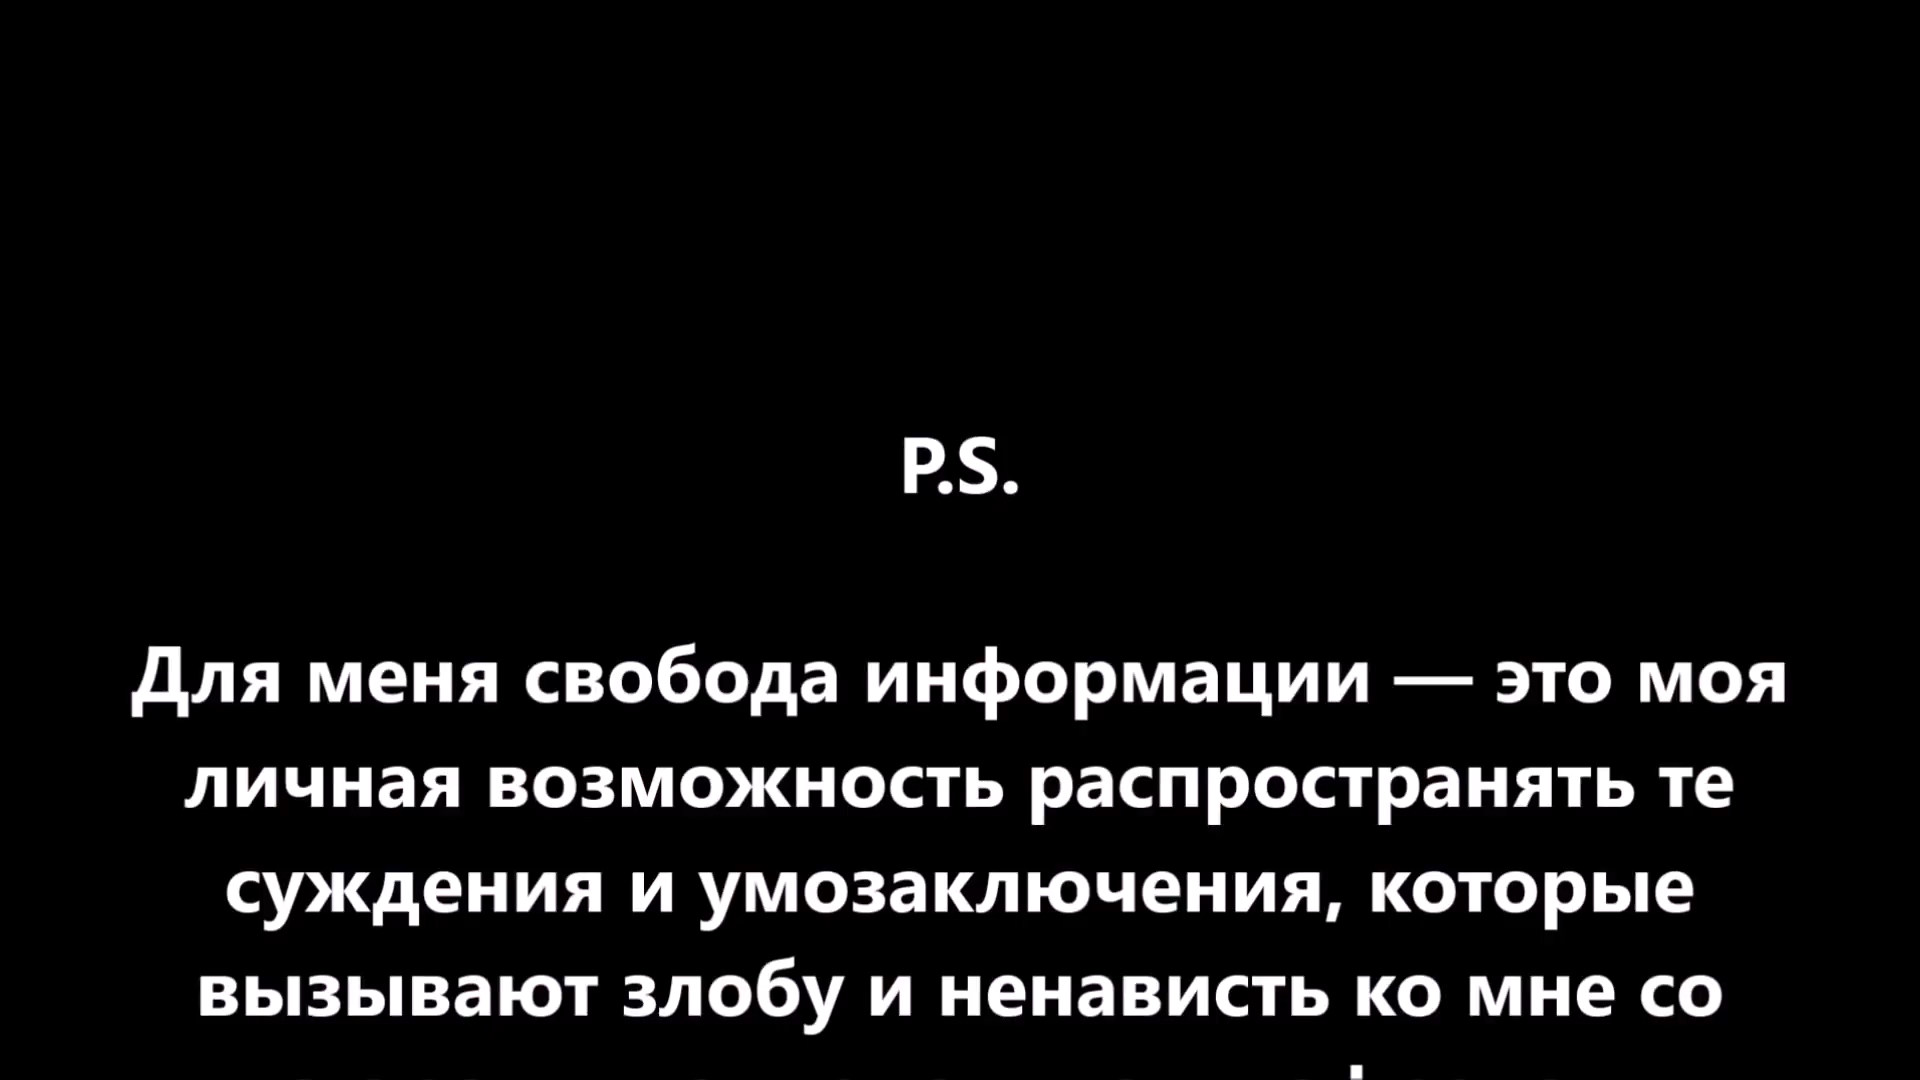 P.S.
Для меня свобода информации — это моя
личная возможность распространять те
суждения и умозаключения, которые
вызывают злобу и ненависть ко мне со